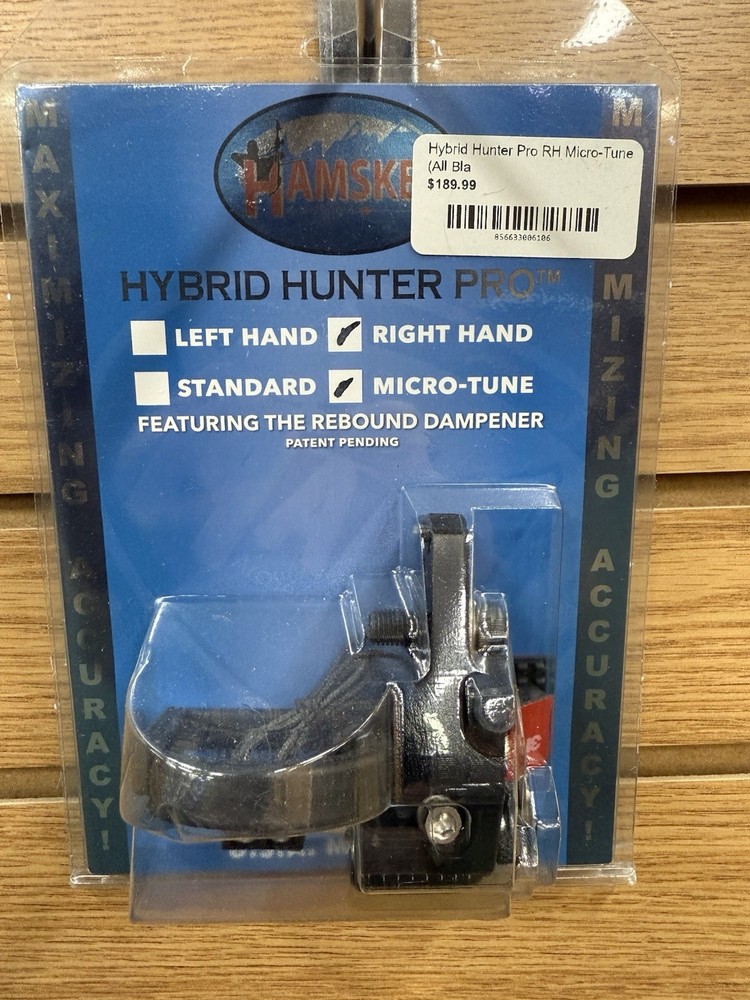 HAMSKE
Hybrid Hunter Pro RH Micro-Tune
(All Bla
$189.99
856633006106
HYBRID HUNTER PRO™
LEFT HAND RIGHT HAND
STANDARD MICRO-TUNE
FEATURING THE REBOUND DAMPENER
PATENT PENDING
MAXIMIZING ACCURACY!
MIZING ACCURACY!